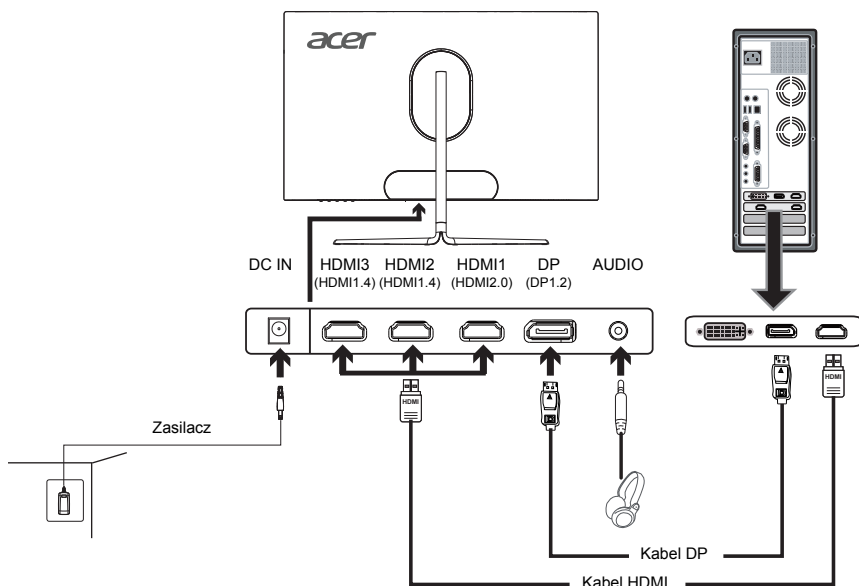 acer
DC IN HDMI3 HDMI2 HDMI1 DP AUDIO
(HDMI1.4) (HDMI1.4) (HDMI2.0) (DP1.2)
HDMI
HDMI
Zasilacz
Kabel DP
Kabel HDMI